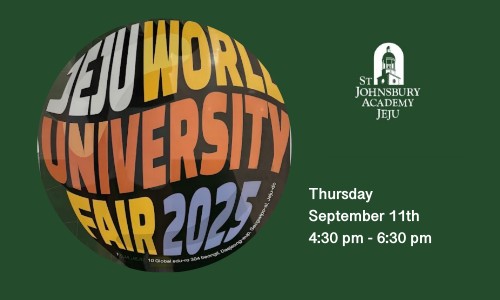 JEJU WORLD
UNIVERSITY
FAIR 2025
ST
JOHNSBURY
ACADEMY
JEJU
Thursday
September 11th
4:30 pm - 6:30 pm